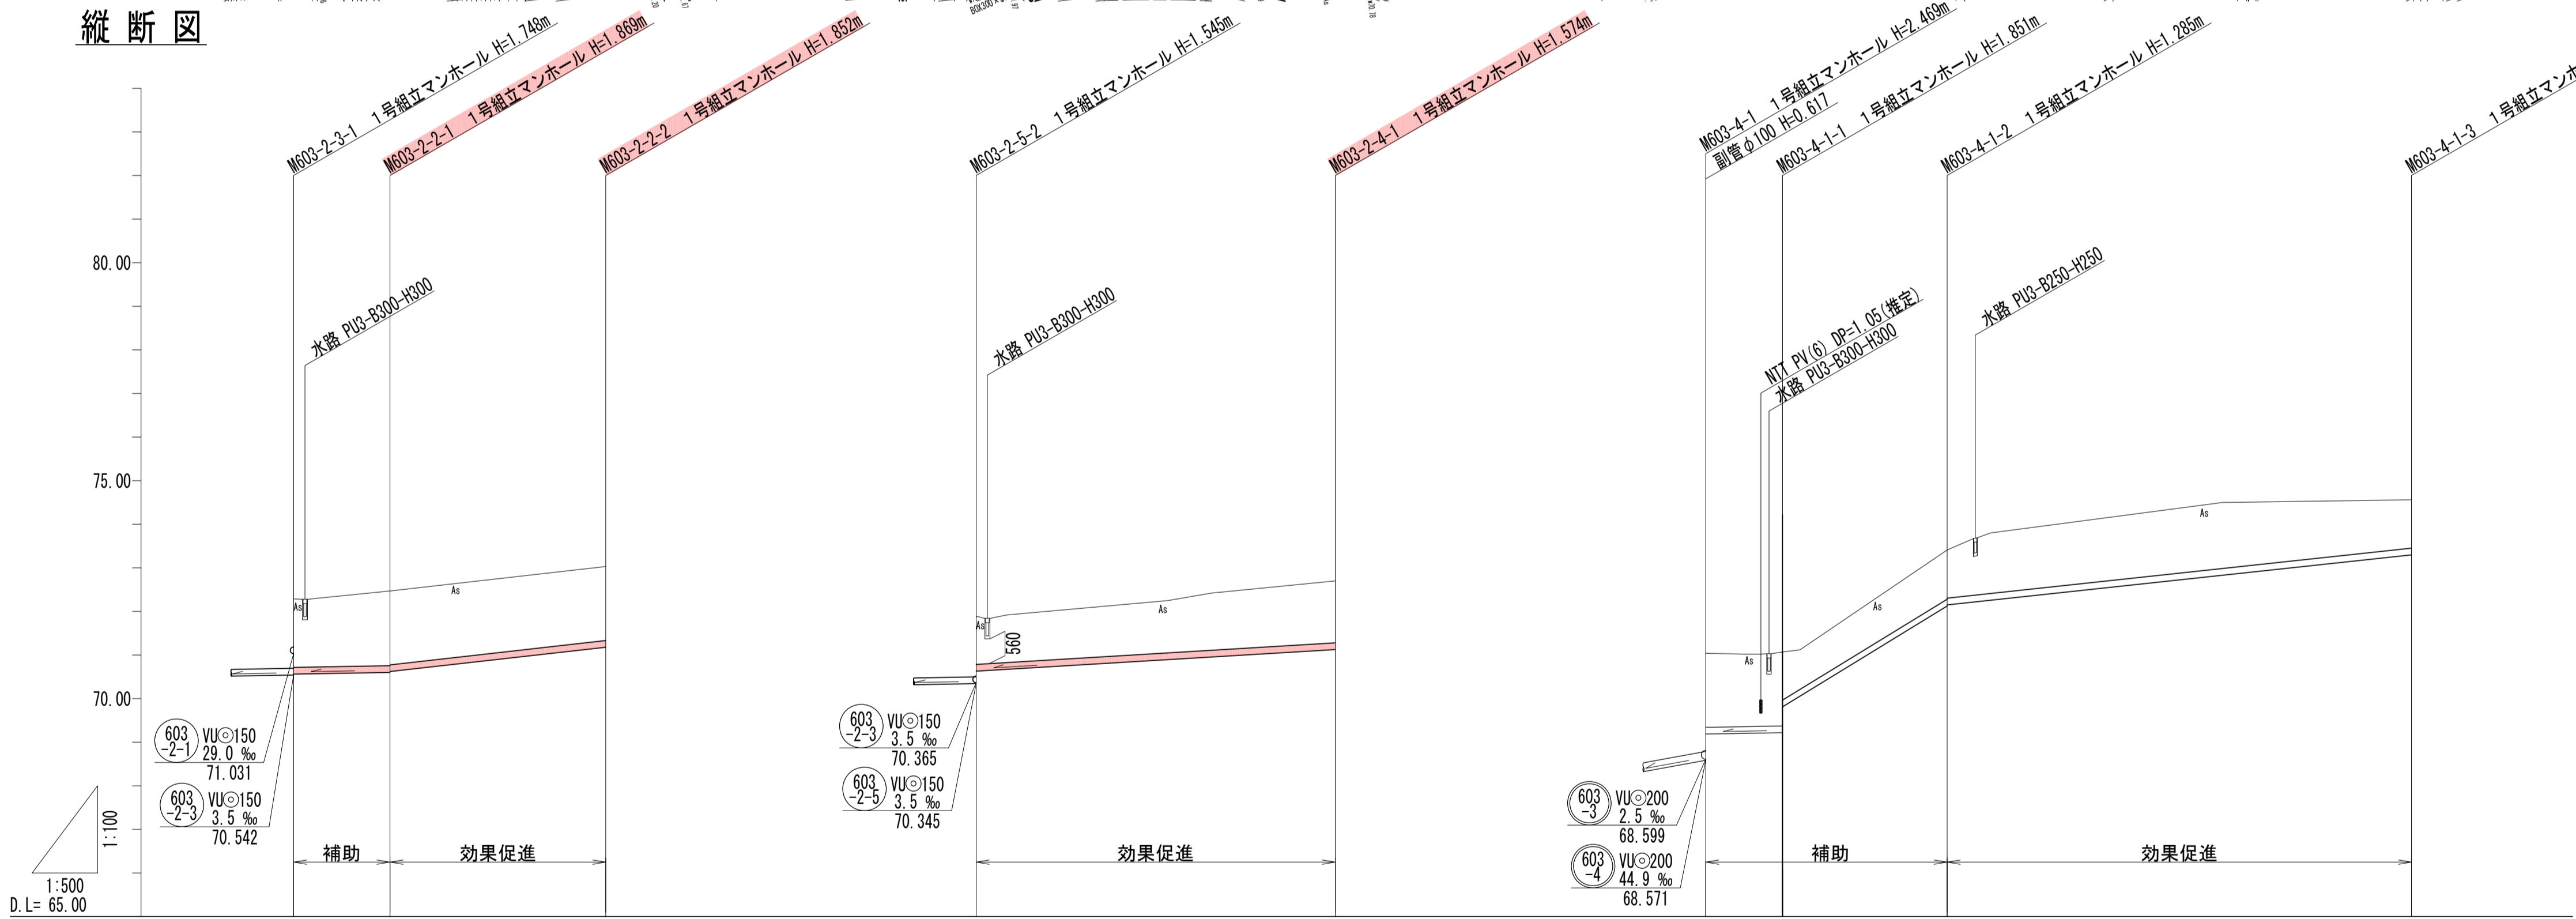 縦断図
M603-2-3-1 1号組立マンホール H=1.748m
M603-2-2-1 1号組立マンホール H=1.869m
M603-2-2-2 1号組立マンホール H=1.852m
M603-2-5-2 1号組立マンホール H=1.545m
M603-2-4-1 1号組立マンホール H=1.574m
M603-4-1 1号組立マンホール H=2.469m
副管φ100 H=0.617
M603-4-1-1 1号組立マンホール H=1.851m
M603-4-1-2 1号組立マンホール H=1.285m
M603-4-1-3 1号組立マンホ
80.00
75.00
70.00
水路 PU3-B300-H300
水路 PU3-B300-H300
NTT PV(6) DP=1.05(推定)
水路 PU3-B300-H300
水路 PU3-B250-H250
As
As
As
As
560
As
As
As
603
-2-1
VU◎150
29.0 ‰
71.031
603
-2-3
VU◎150
3.5 ‰
70.542
603
-2-3
VU◎150
3.5 ‰
70.365
603
-2-5
VU◎150
3.5 ‰
70.345
603
-3
VU◎200
2.5 ‰
68.599
603
-4
VU◎200
44.9 ‰
68.571
補助
効果促進
効果促進
補助
効果促進
1:100
1:500
D.L= 65.00